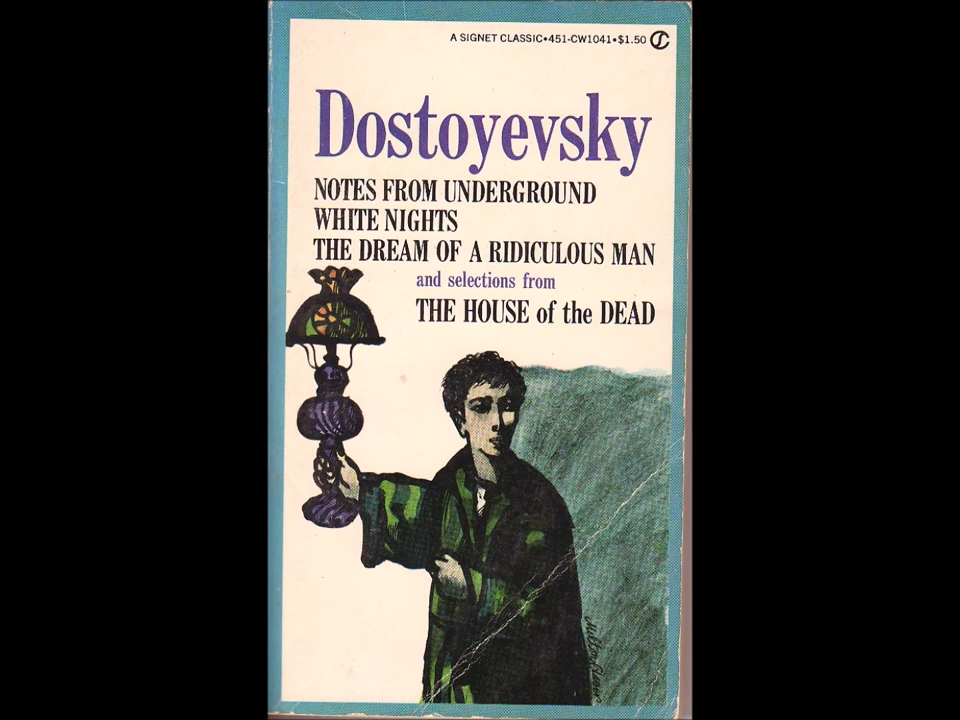 A SIGNET CLASSIC•451-CW1041•$1.50
Dostoyevsky
NOTES FROM UNDERGROUND
WHITE NIGHTS
THE DREAM OF A RIDICULOUS MAN
and selections from
THE HOUSE of the DEAD